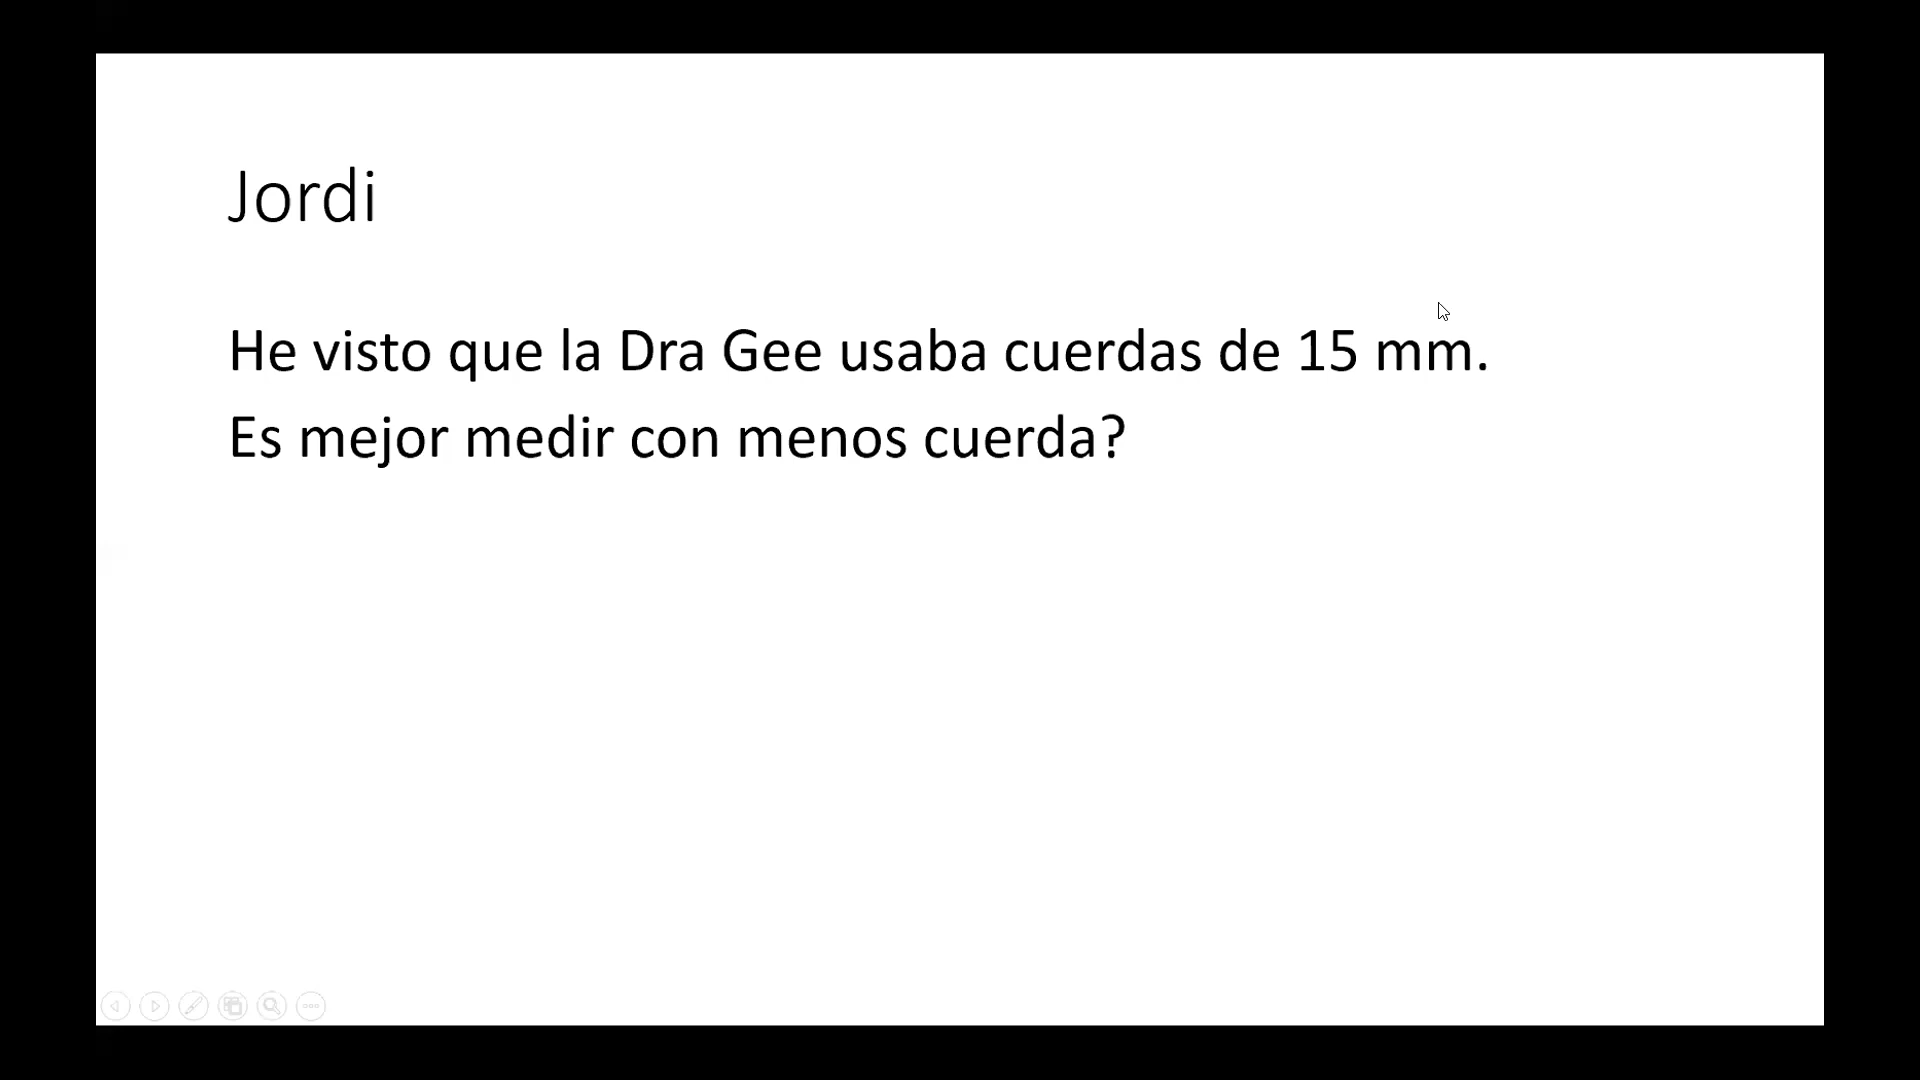 Jordi
He visto que la Dra Gee usaba cuerdas de 15 mm.
Es mejor medir con menos cuerda?